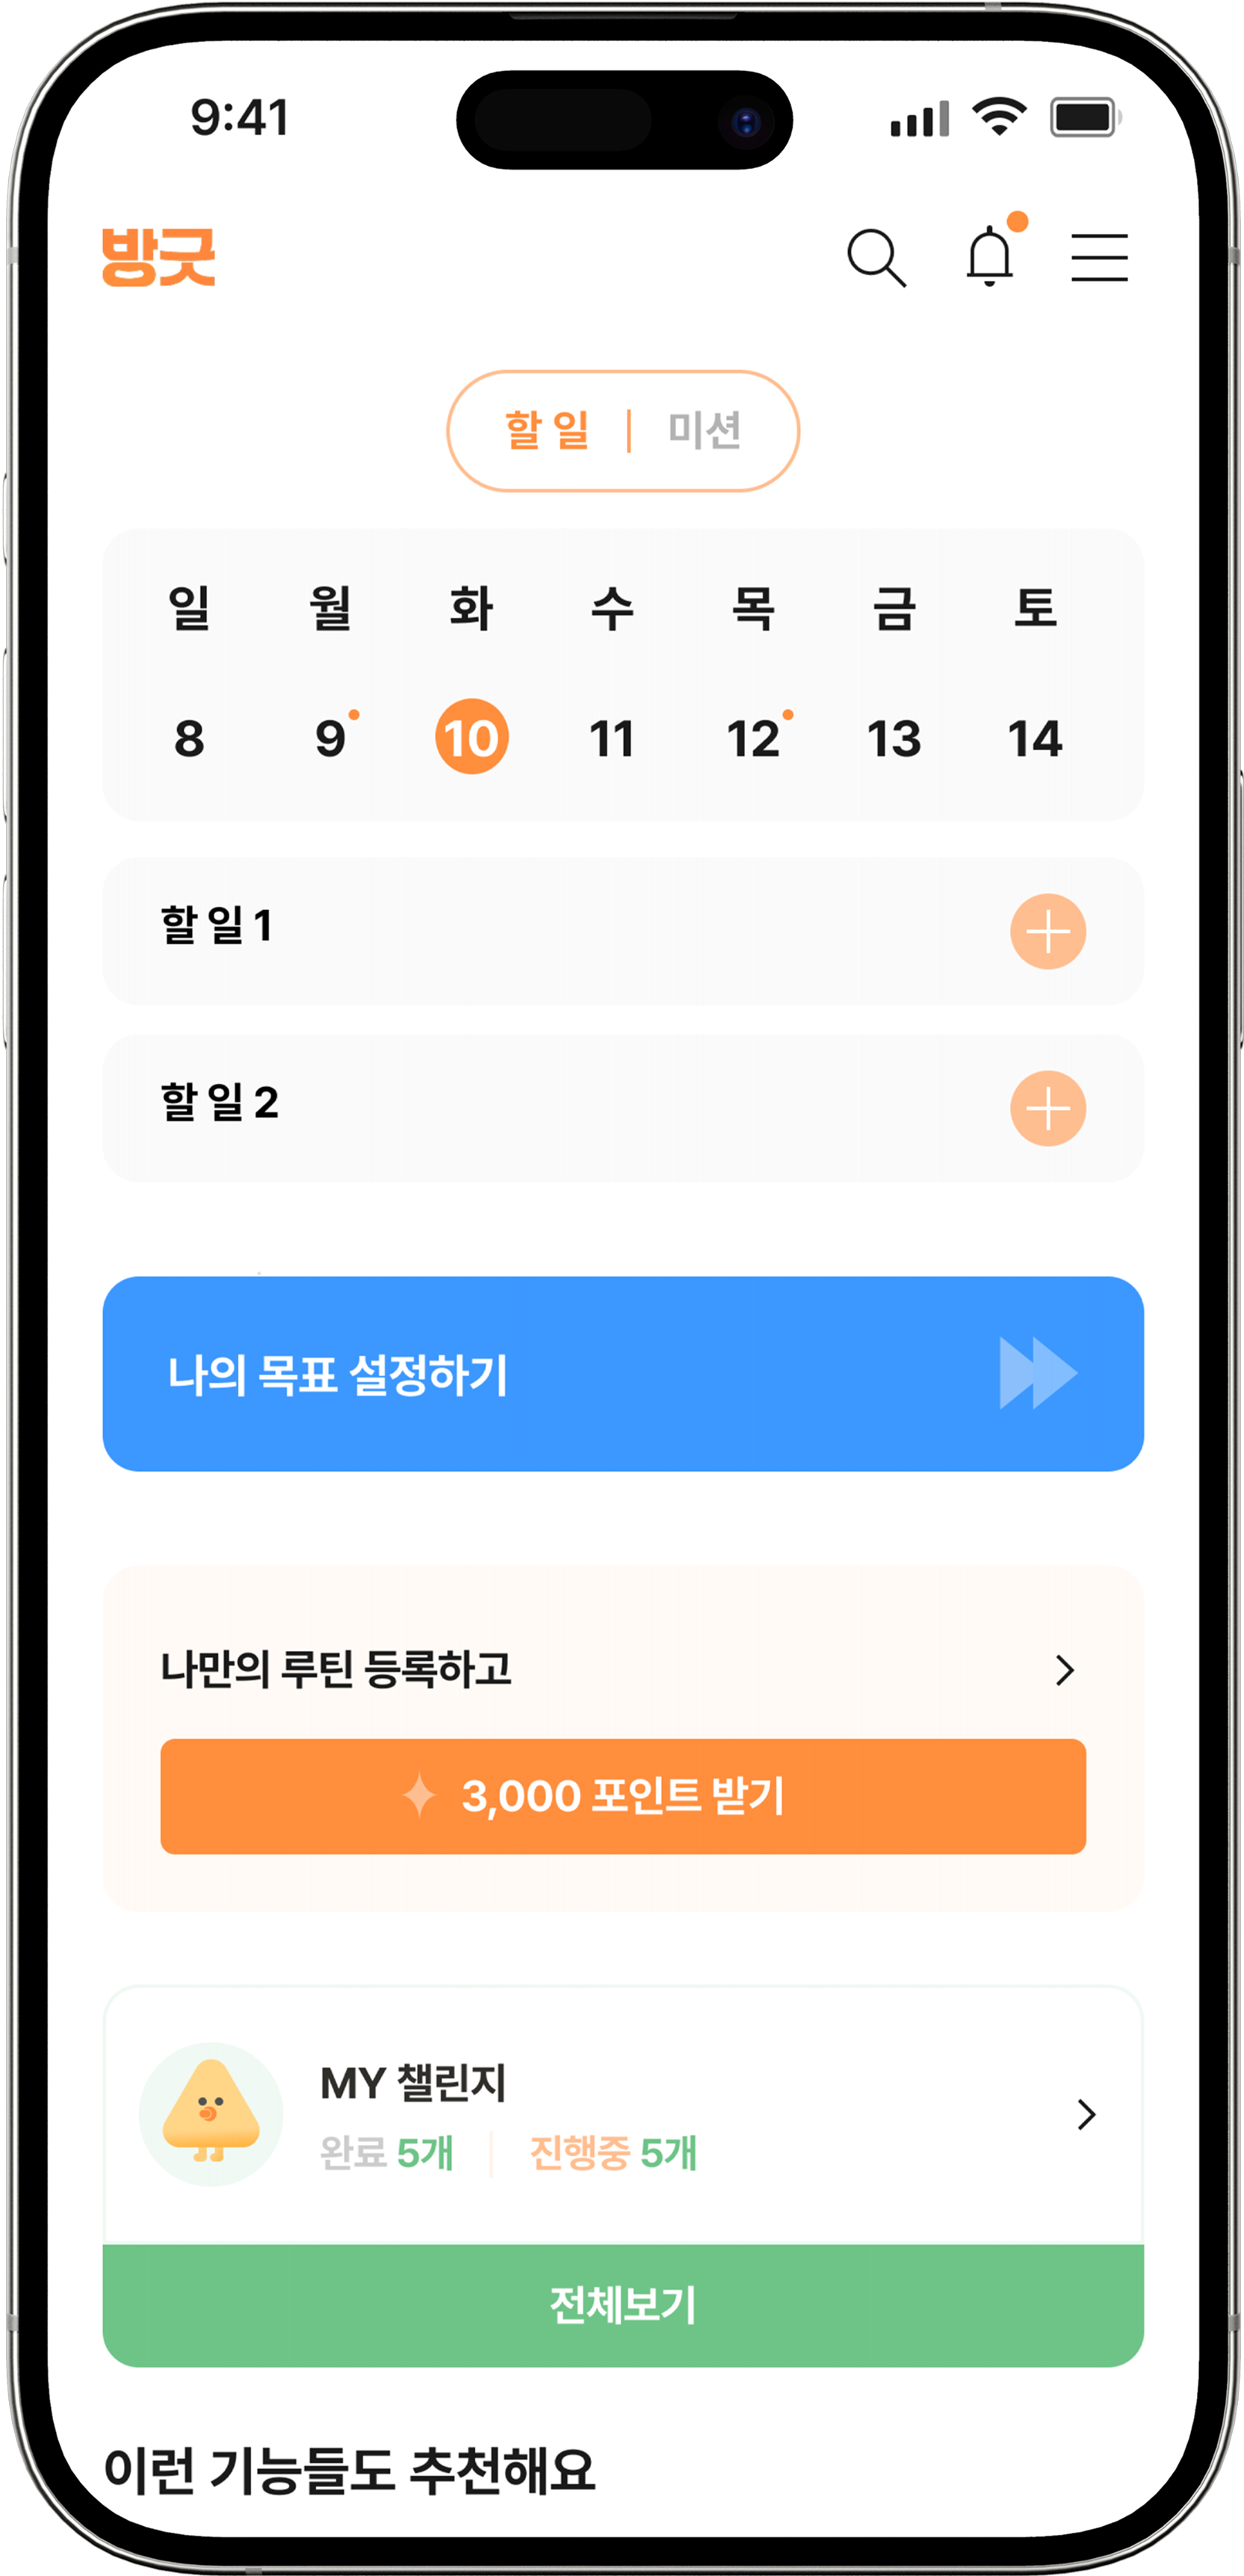 9:41
방긋
할 일 | 미션
일 월 화 수 목 금 토
8 9 10 11 12 13 14
할 일 1
할 일 2
나의 목표 설정하기
나만의 루틴 등록하고
3,000 포인트 받기
MY 챌린지
완료 5개 진행중 5개
전체보기
이런 기능들도 추천해요